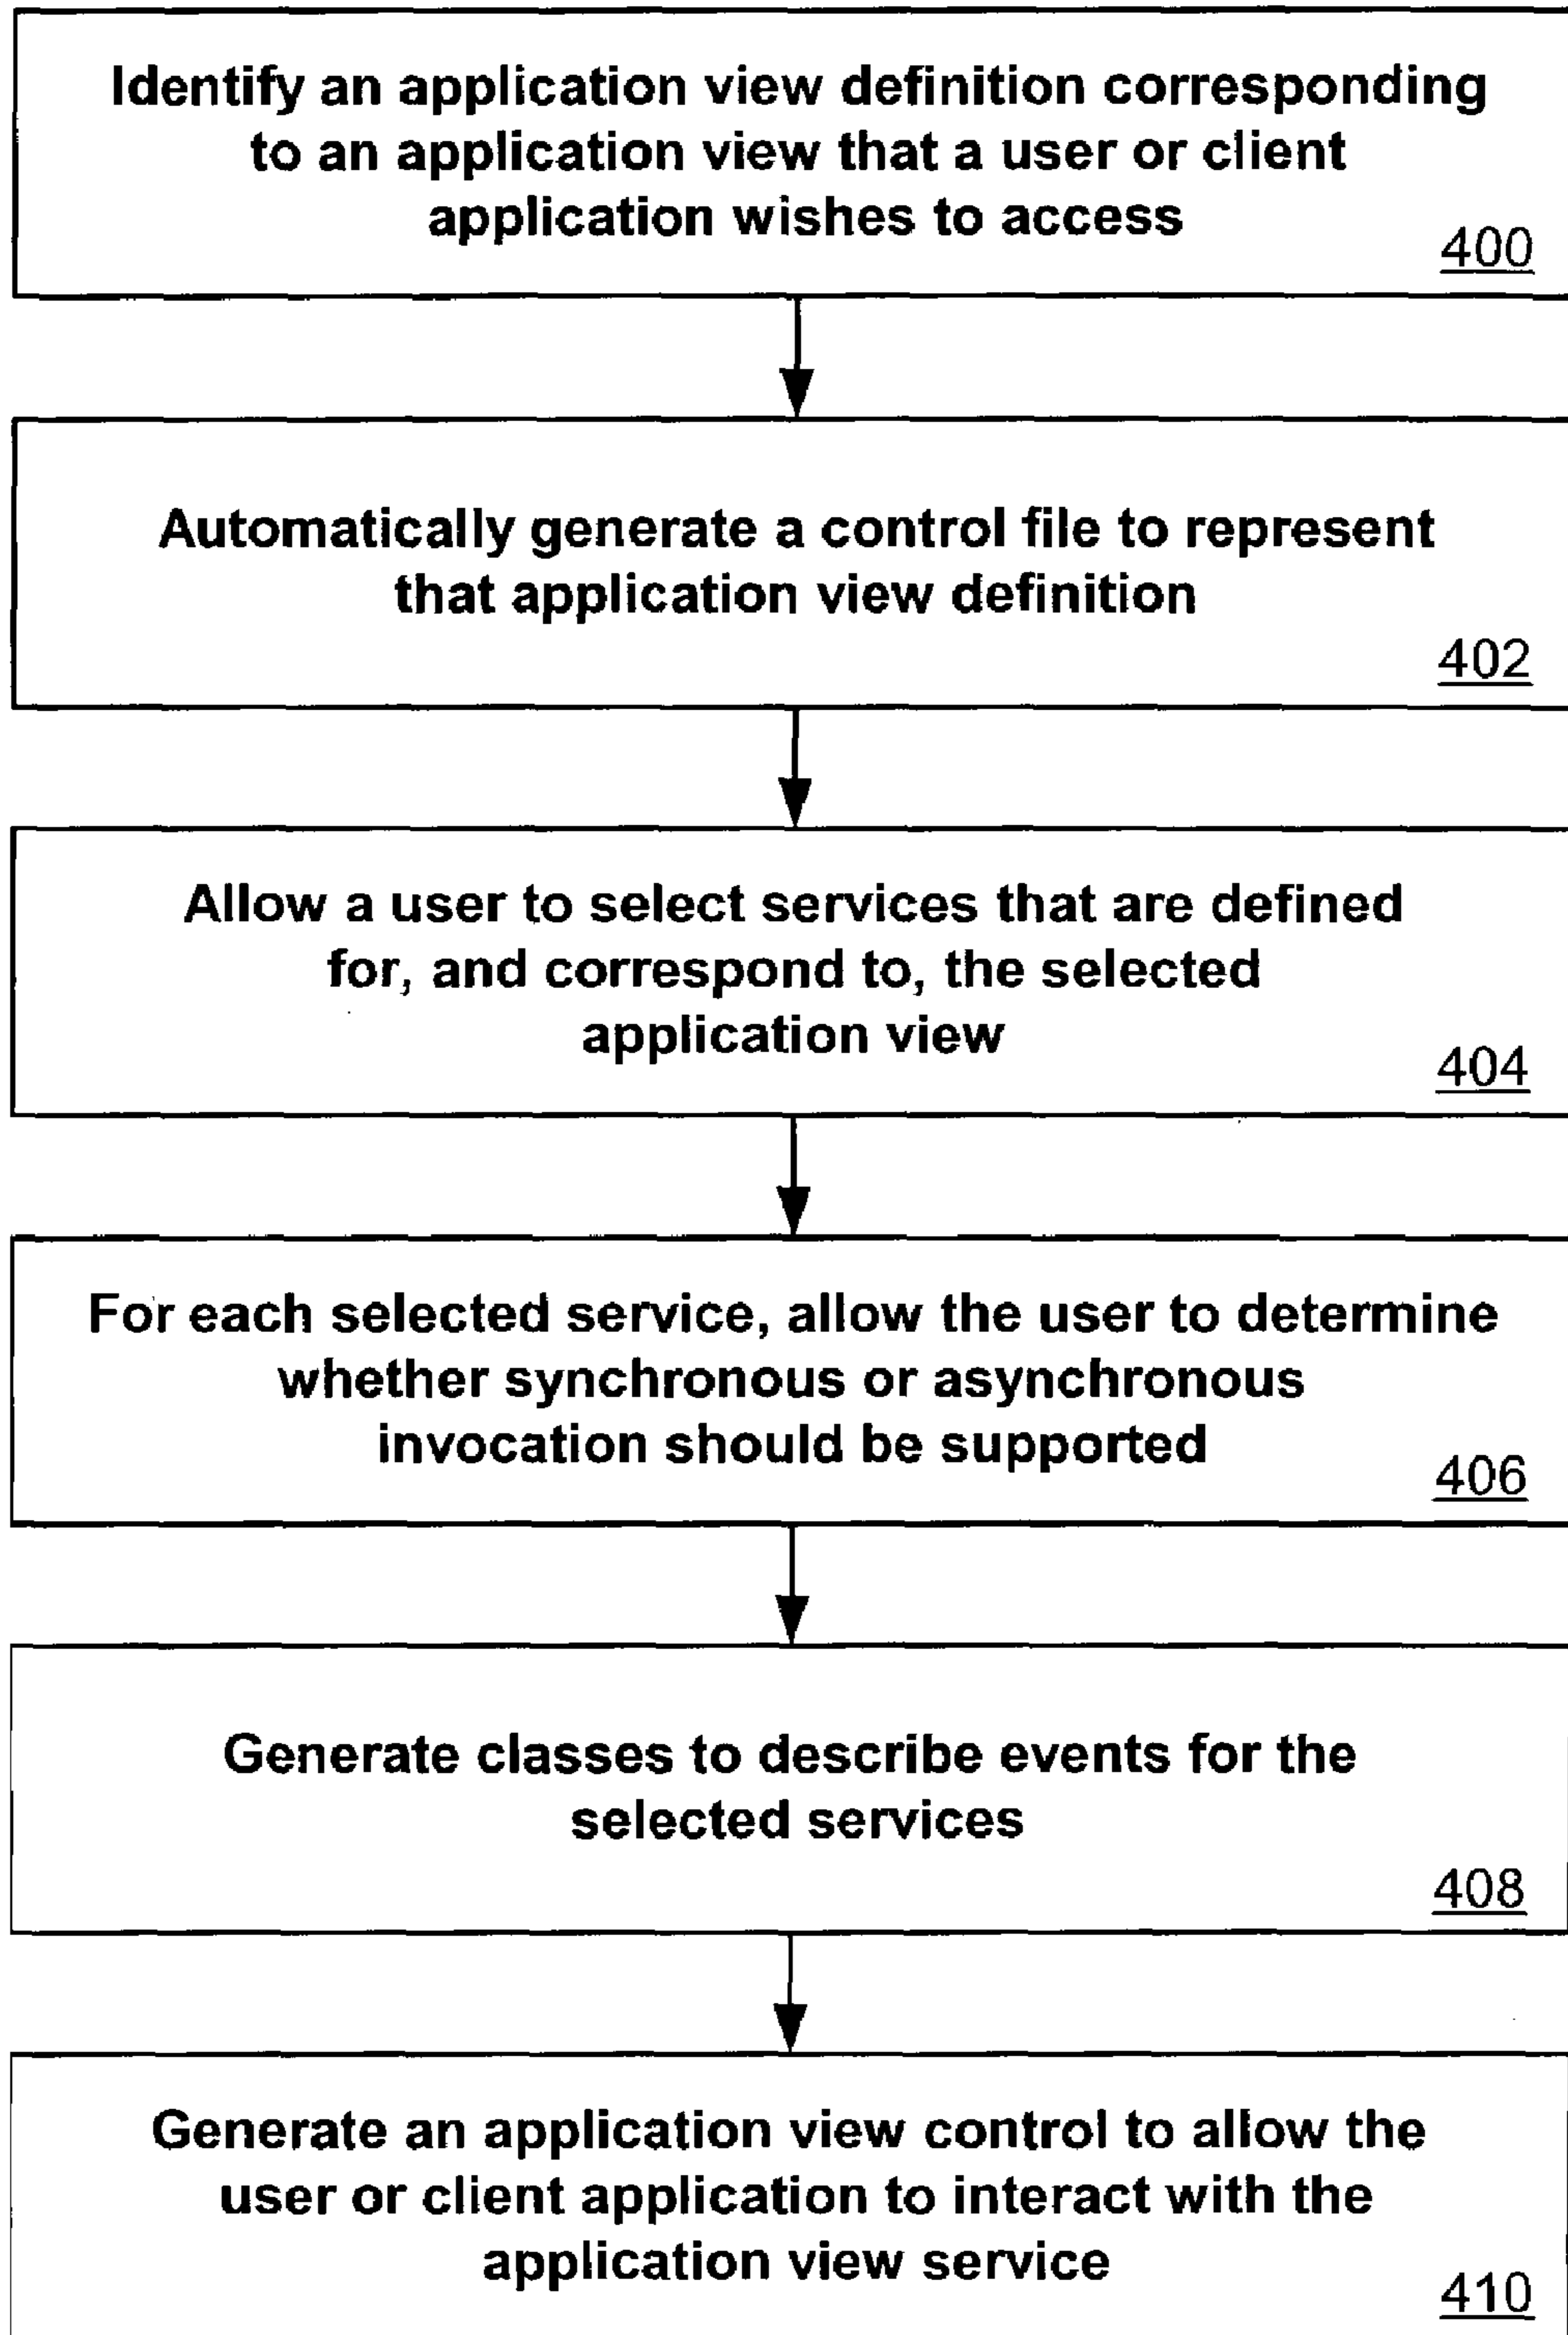 Identify an application view definition corresponding
to an application view that a user or client
application wishes to access
400
Automatically generate a control file to represent
that application view definition
402
Allow a user to select services that are defined
for, and correspond to, the selected
application view
404
For each selected service, allow the user to determine
whether synchronous or asynchronous
invocation should be supported
406
Generate classes to describe events for the
selected services
408
Generate an application view control to allow the
user or client application to interact with the
application view service
410